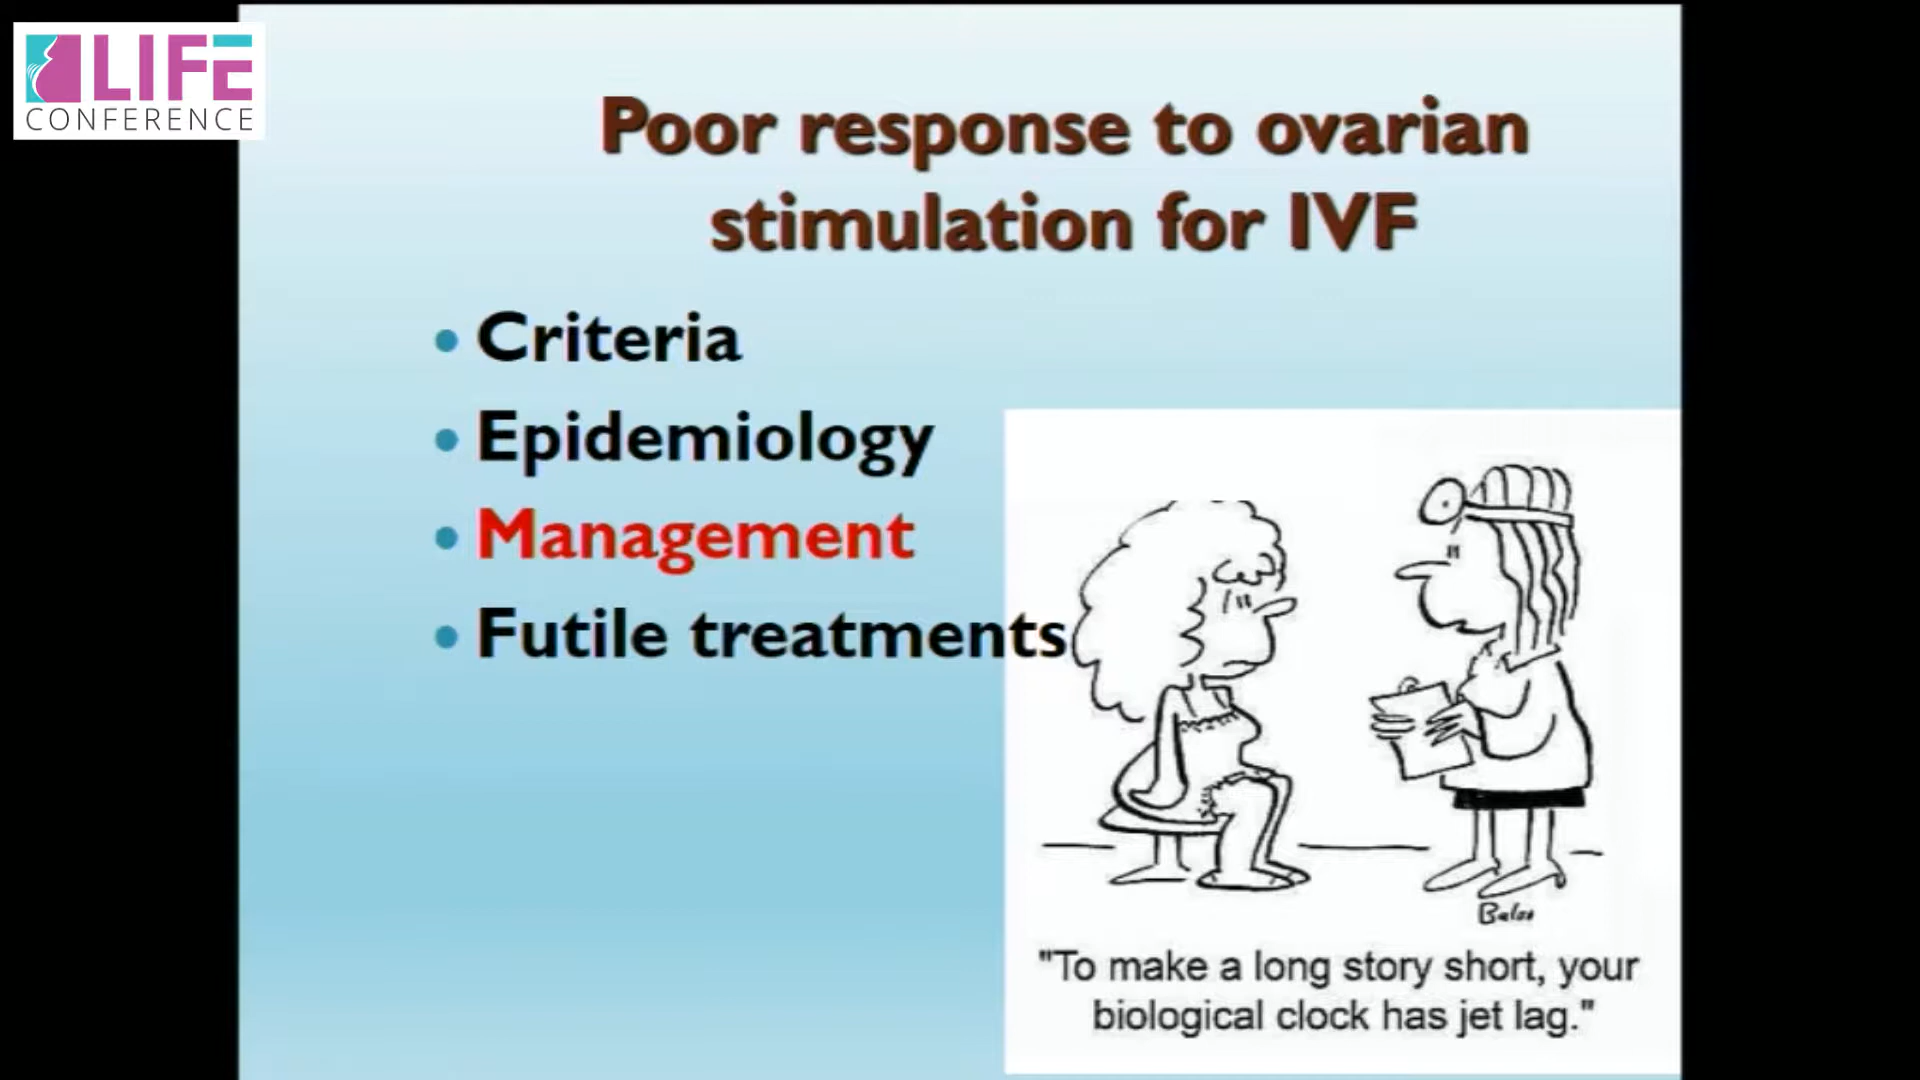 LIFE
CONFERENCE
Poor response to ovarian
stimulation for IVF
• Criteria
• Epidemiology
• Management
• Futile treatments
"To make a long story short, your
biological clock has jet lag."